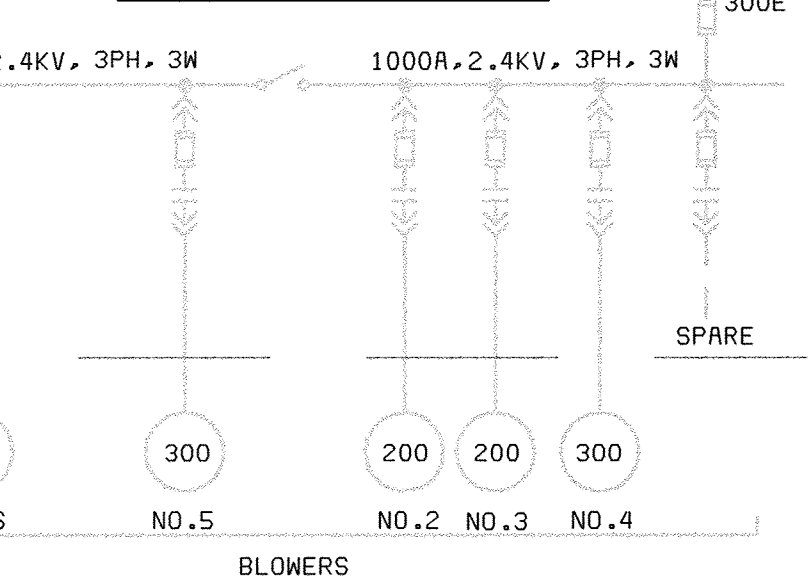 300E
.4KV, 3PH, 3W 1000A, 2.4KV, 3PH, 3W
SPARE
300 200 200 300
S NO.5 NO.2 NO.3 NO.4
BLOWERS